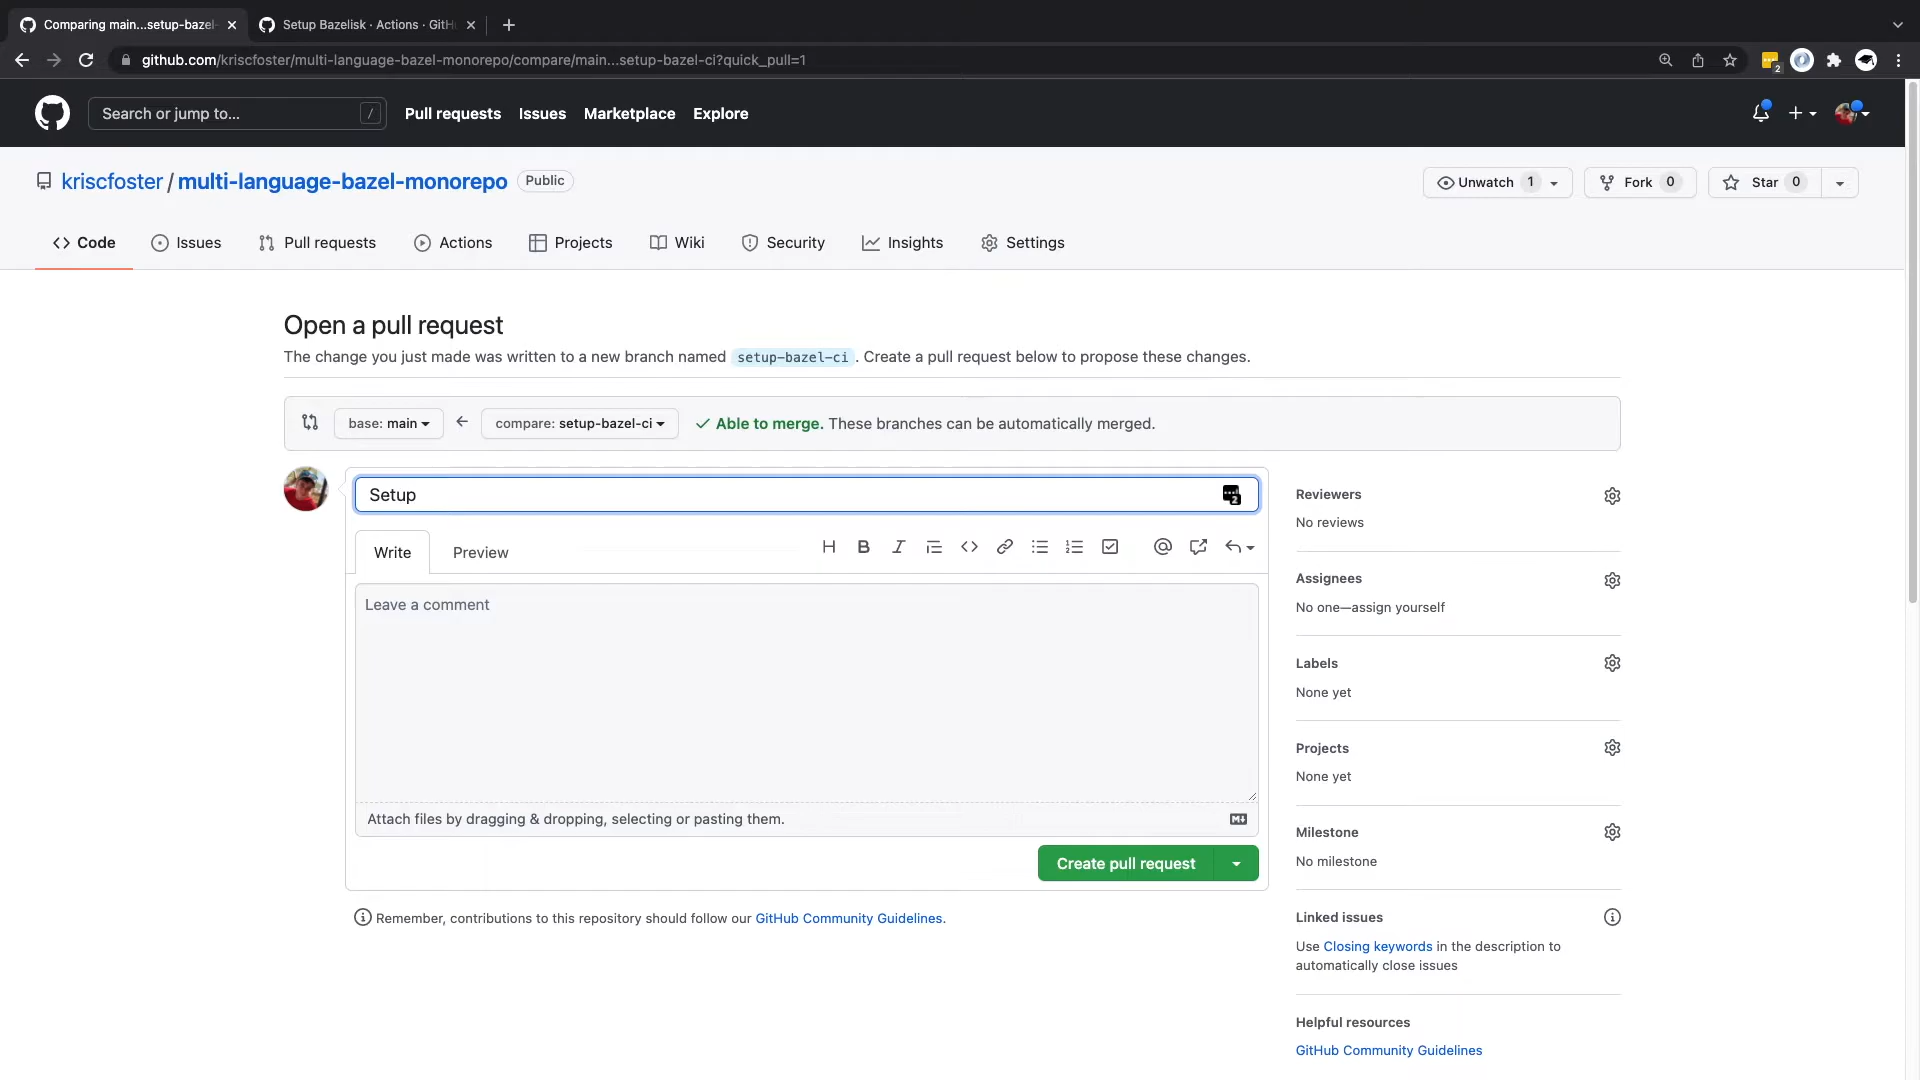 Comparing main...setup-bazel-
Setup Bazelisk · Actions · GitH
github.com/kriscfoster/multi-language-bazel-monorepo/compare/main...setup-bazel-ci?quick_pull=1
2
Search or jump to...
/
Pull requests
Issues
Marketplace
Explore
kriscfoster / multi-language-bazel-monorepo
Public
Unwatch 1
Fork 0
Star 0
Code
Issues
Pull requests
Actions
Projects
Wiki
Security
Insights
Settings
Open a pull request
The change you just made was written to a new branch named setup-bazel-ci. Create a pull request below to propose these changes.
base: main
compare: setup-bazel-ci
Able to merge. These branches can be automatically merged.
Setup
2
Write
Preview
Leave a comment
Attach files by dragging & dropping, selecting or pasting them.
Create pull request
Remember, contributions to this repository should follow our GitHub Community Guidelines.
Reviewers
No reviews
Assignees
No one—assign yourself
Labels
None yet
Projects
None yet
Milestone
No milestone
Linked issues
Use Closing keywords in the description to
automatically close issues
Helpful resources
GitHub Community Guidelines